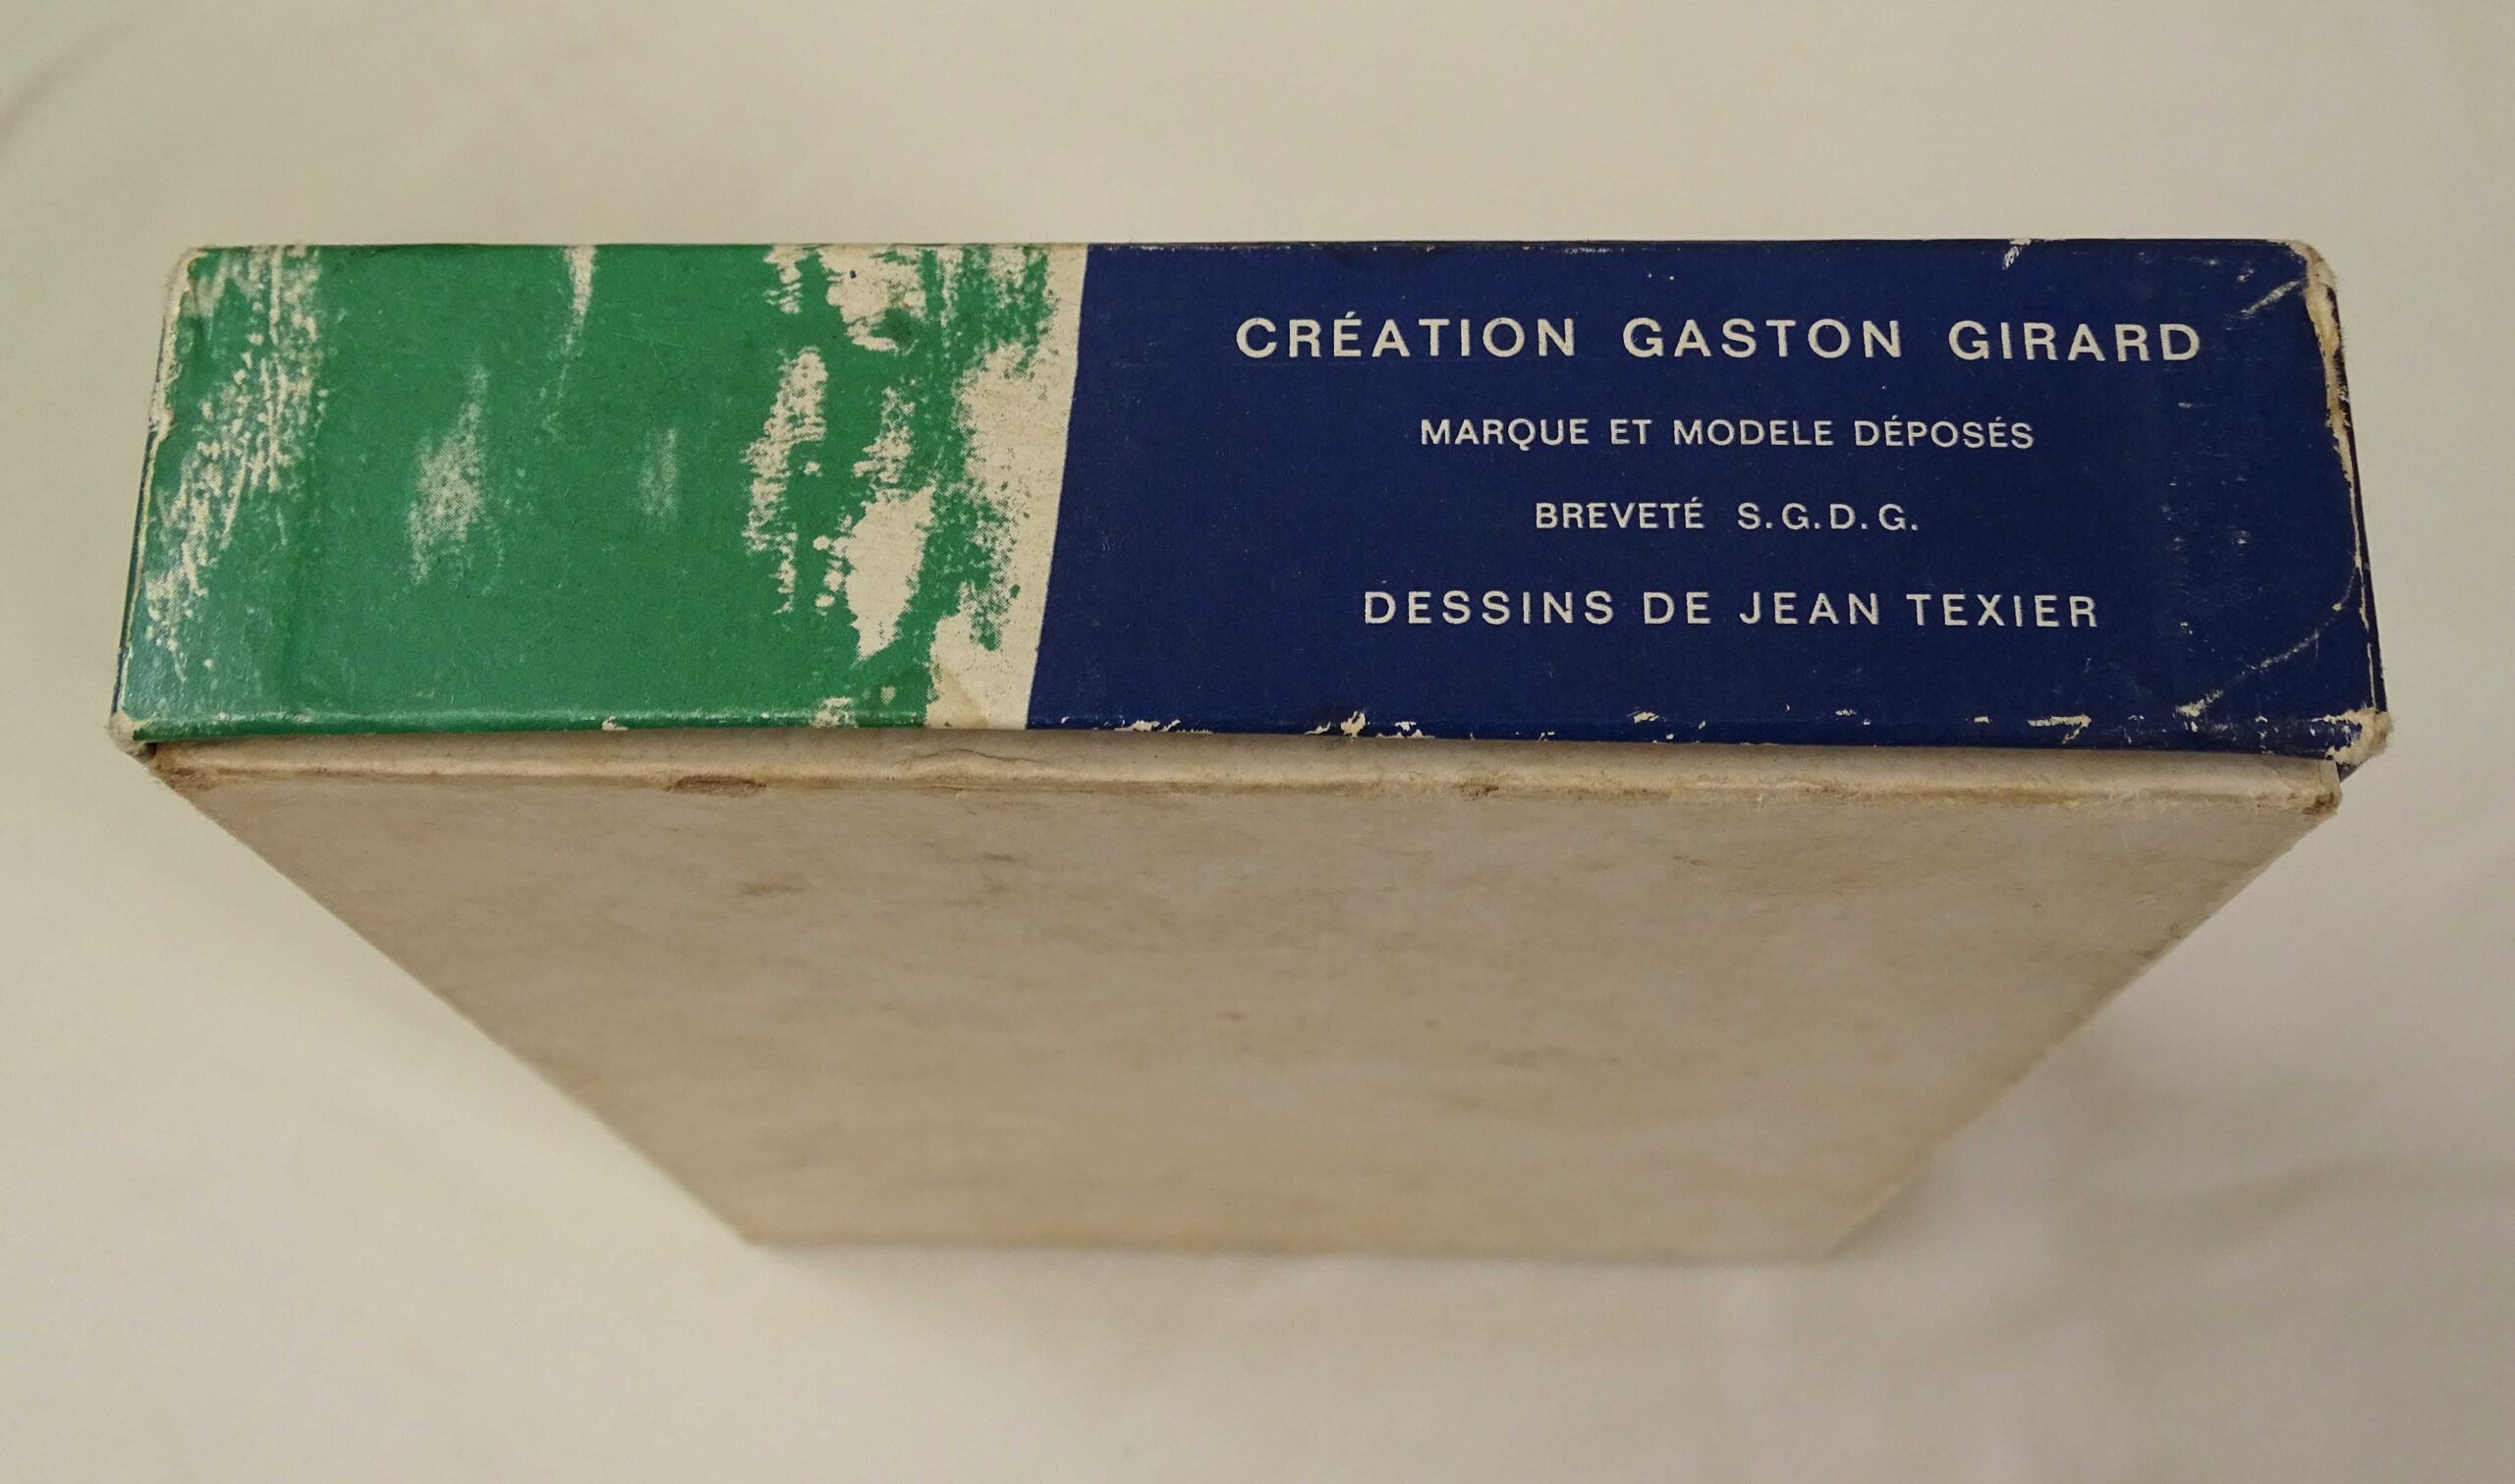 CRÉATION GASTON GIRARD
MARQUE ET MODELE DÉPOSÉS
BREVETÉ S.G.D.G.
DESSINS DE JEAN TEXIER